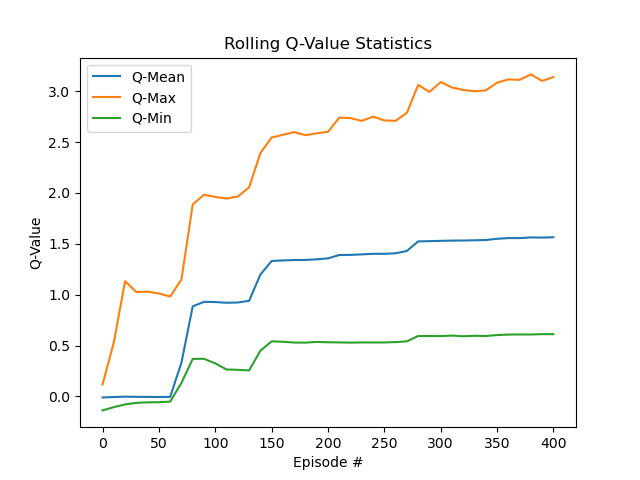 Rolling Q-Value Statistics
Q-Mean
Q-Max
Q-Min
Q-Value
3.0
2.5
2.0
1.5
1.0
0.5
0.0
0 50 100 150 200 250 300 350 400
Episode #